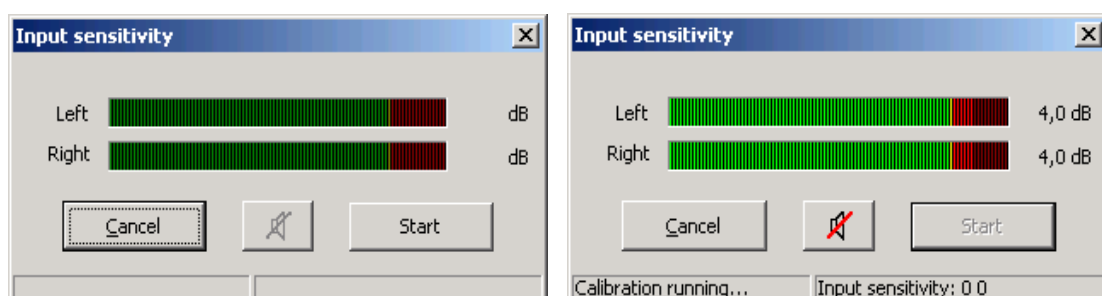 Input sensitivity
Left dB
Right dB
Cancel Start
Input sensitivity
Left 4,0 dB
Right 4,0 dB
Cancel Start
Calibration running... Input sensitivity: 0 0